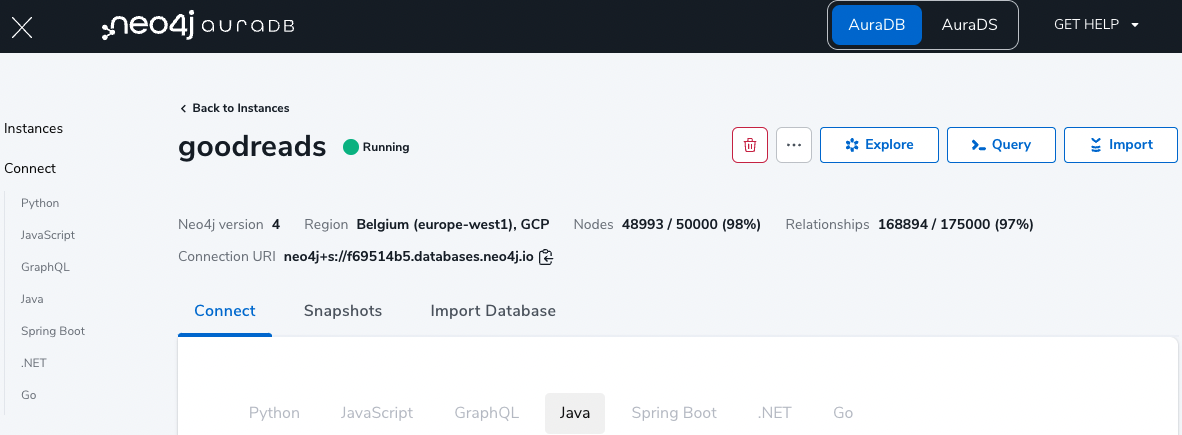 neo4j auraDB
AuraDB AuraDS GET HELP
Back to Instances
Instances
goodreads Running ... Explore Query Import
Connect
Python
Neo4j version 4 Region Belgium (europe-west1), GCP Nodes 48993 / 50000 (98%) Relationships 168894 / 175000 (97%)
JavaScript
Connection URI neo4j+s://f69514b5.databases.neo4j.io
GraphQL
Java
Connect Snapshots Import Database
Spring Boot
.NET
Go
Python JavaScript GraphQL Java Spring Boot .NET Go